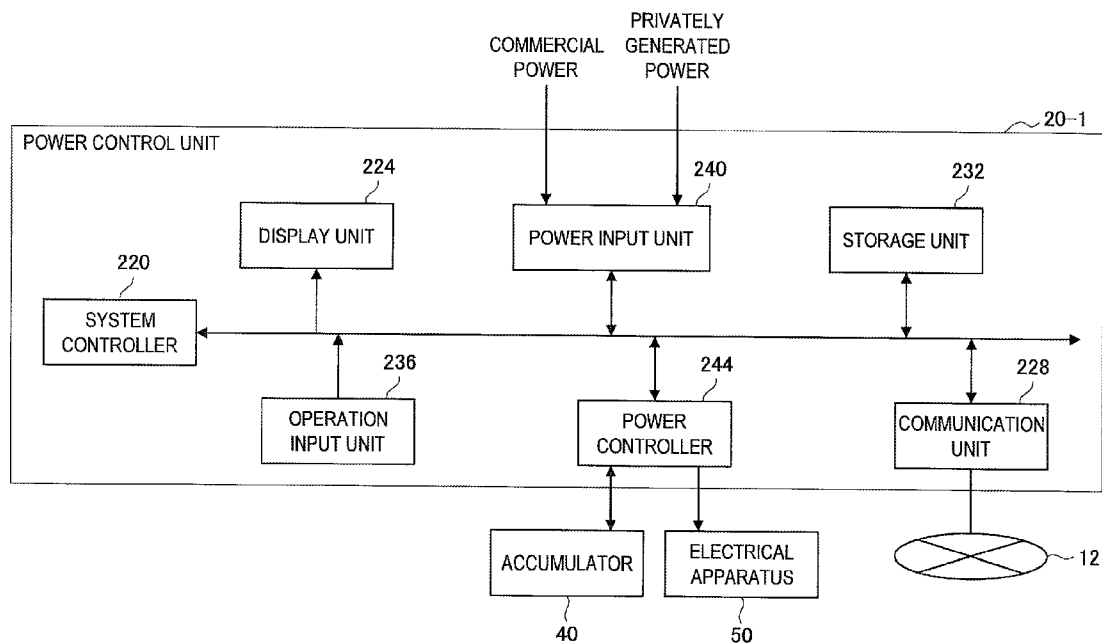 COMMERCIAL
POWER
PRIVATELY
GENERATED
POWER
20-1
POWER CONTROL UNIT
224
DISPLAY UNIT
240
POWER INPUT UNIT
232
STORAGE UNIT
220
SYSTEM
CONTROLLER
236
OPERATION
INPUT UNIT
244
POWER
CONTROLLER
228
COMMUNICATION
UNIT
ACCUMULATOR
40
ELECTRICAL
APPARATUS
50
12